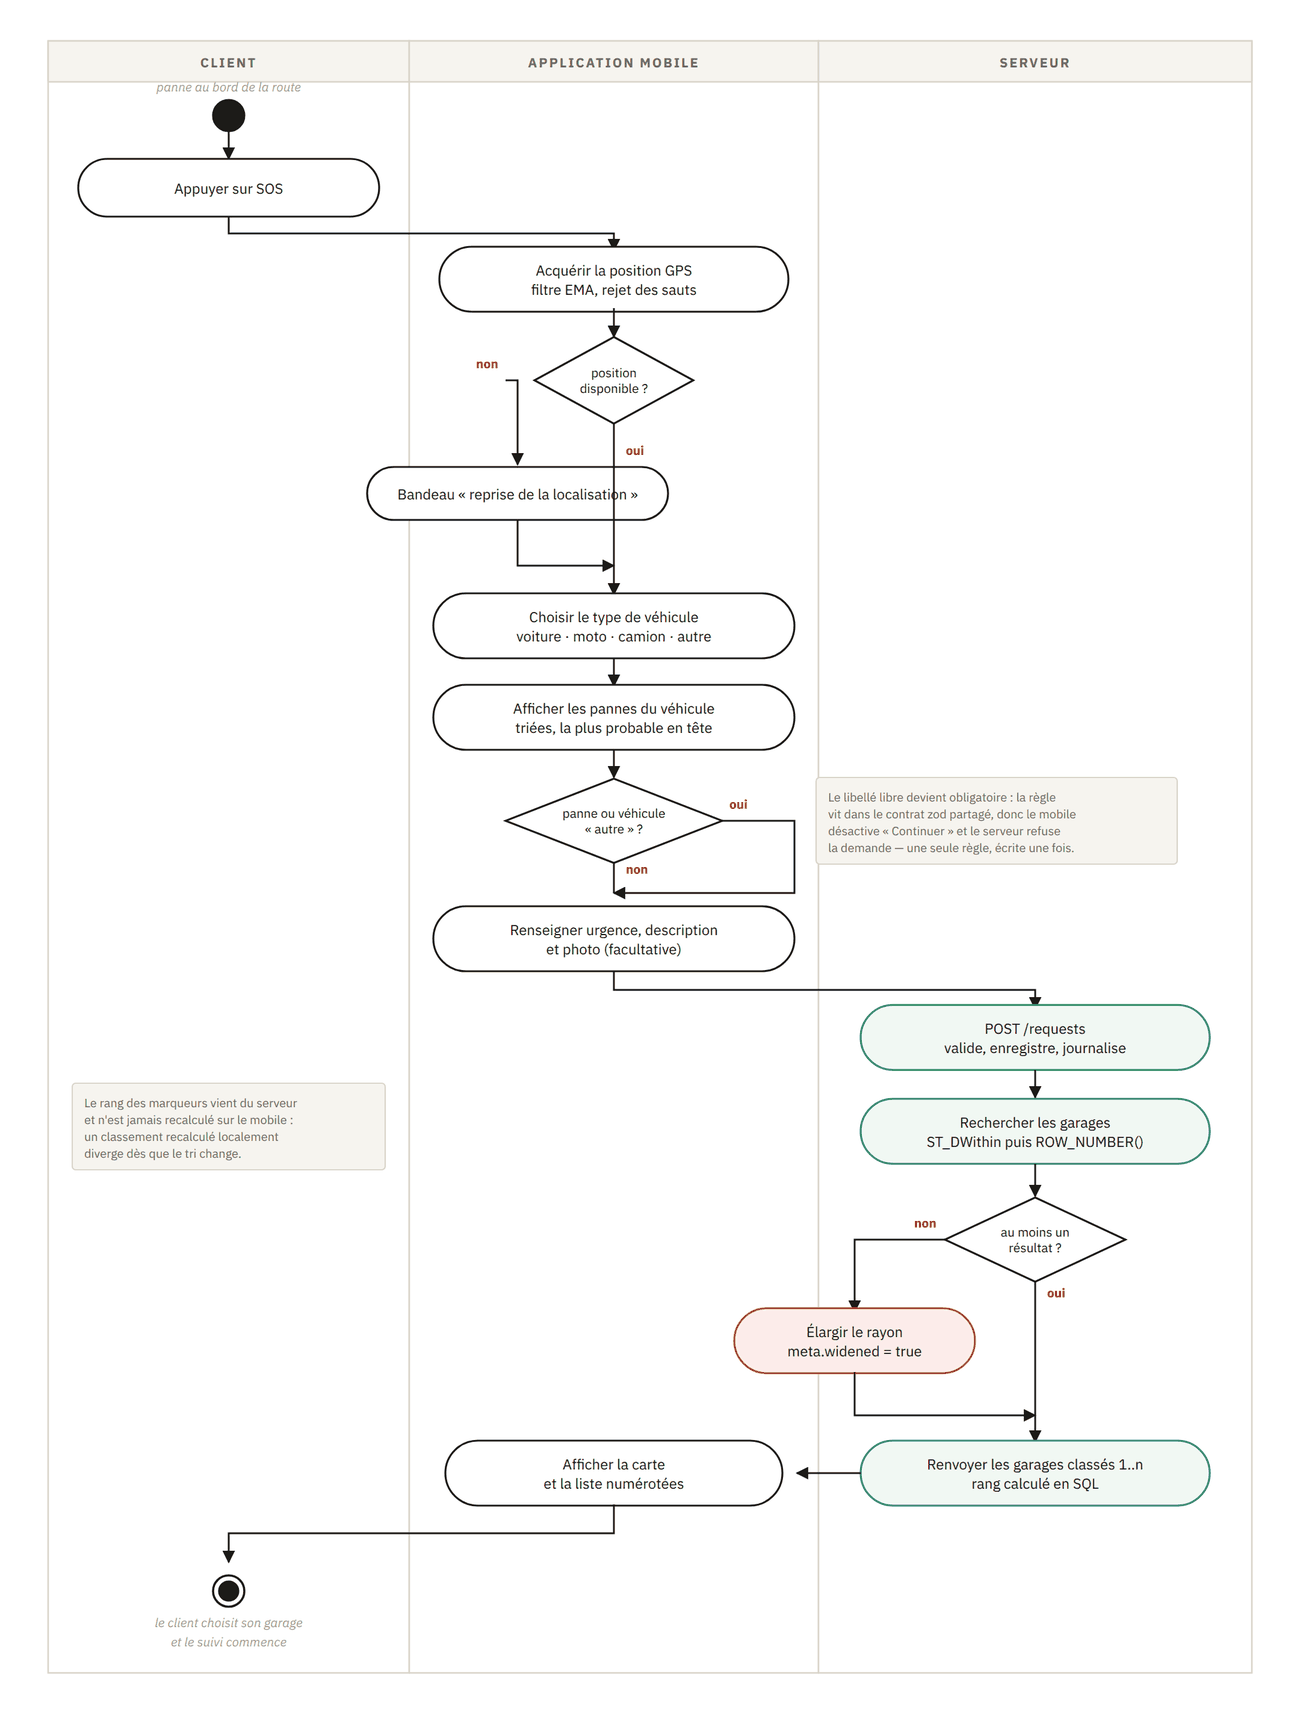 CLIENT
APPLICATION MOBILE
SERVEUR
panne au bord de la route
Appuyer sur SOS
Acquérir la position GPS
filtre EMA, rejet des sauts
non
position
disponible ?
oui
Bandeau « reprise de la localisation »
Choisir le type de véhicule
voiture · moto · camion · autre
Afficher les pannes du véhicule
triées, la plus probable en tête
panne ou véhicule
« autre » ?
oui
non
Le libellé libre devient obligatoire : la règle
vit dans le contrat zod partagé, donc le mobile
désactive « Continuer » et le serveur refuse
la demande — une seule règle, écrite une fois.
Renseigner urgence, description
et photo (facultative)
POST /requests
valide, enregistre, journalise
Le rang des marqueurs vient du serveur
et n'est jamais recalculé sur le mobile :
un classement recalculé localement
diverge dès que le tri change.
Rechercher les garages
ST_DWithin puis ROW_NUMBER()
non
au moins un
résultat ?
oui
Élargir le rayon
meta.widened = true
Afficher la carte
et la liste numérotées
Renvoyer les garages classés 1..n
rang calculé en SQL
le client choisit son garage
et le suivi commence